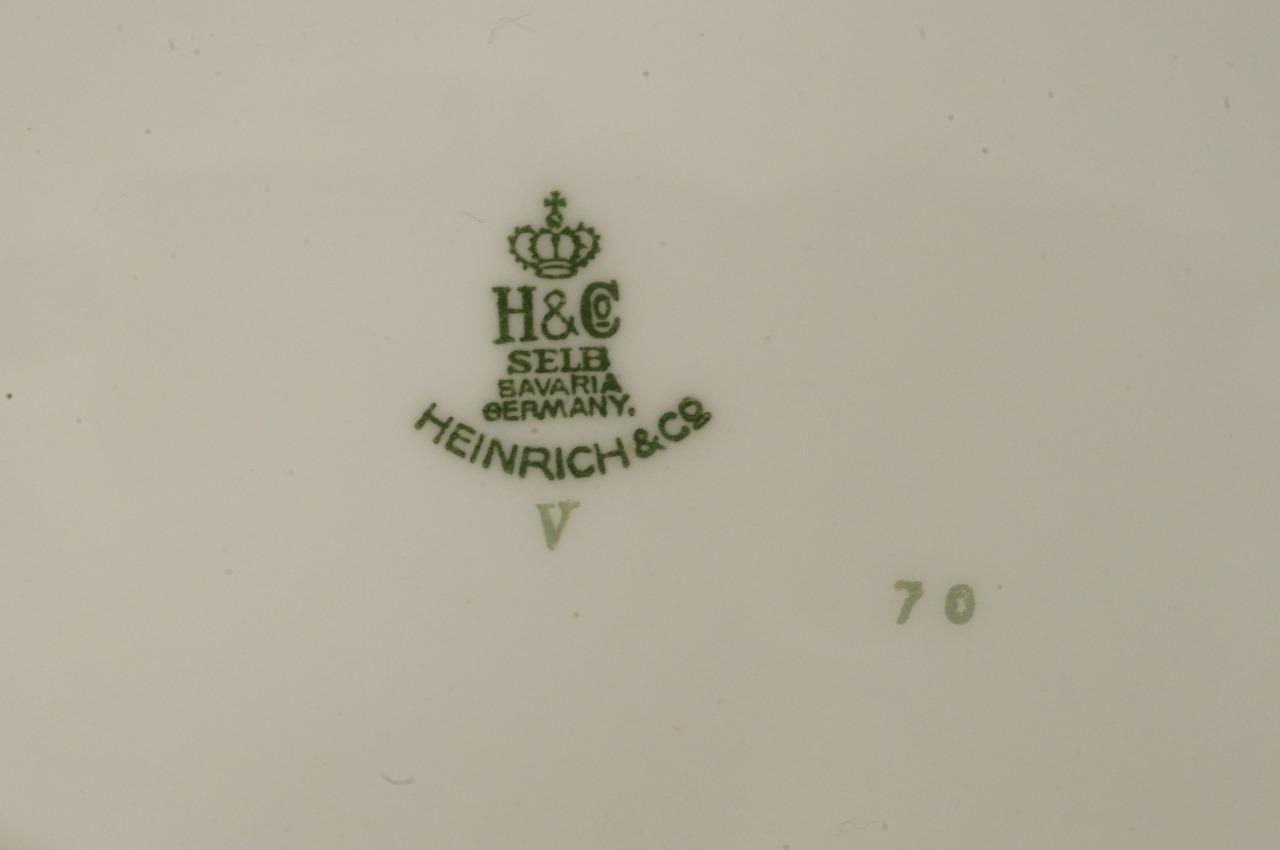 H&Co
SELB
BAVARIA
GERMANY.
HEINRICH & Co
V
70